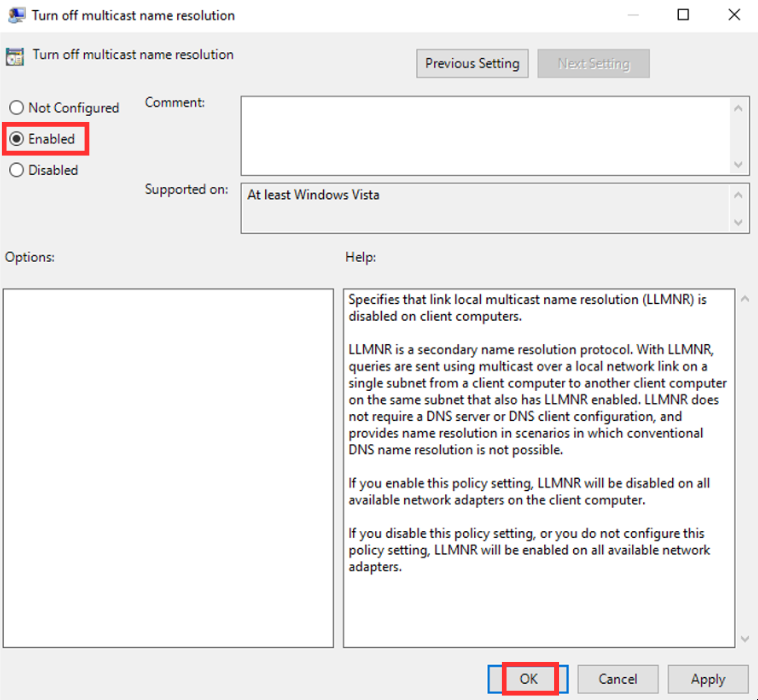 Turn off multicast name resolution
Turn off multicast name resolution
Previous Setting
Next Setting
Not Configured
Comment:
Enabled
Disabled
Supported on:
At least Windows Vista
Options:
Help:
Specifies that link local multicast name resolution (LLMNR) is
disabled on client computers.
LLMNR is a secondary name resolution protocol. With LLMNR,
queries are sent using multicast over a local network link on a
single subnet from a client computer to another client computer
on the same subnet that also has LLMNR enabled. LLMNR does
not require a DNS server or DNS client configuration, and
provides name resolution in scenarios in which conventional
DNS name resolution is not possible.
If you enable this policy setting, LLMNR will be disabled on all
available network adapters on the client computer.
If you disable this policy setting, or you do not configure this
policy setting, LLMNR will be enabled on all available network
adapters.
OK
Cancel
Apply